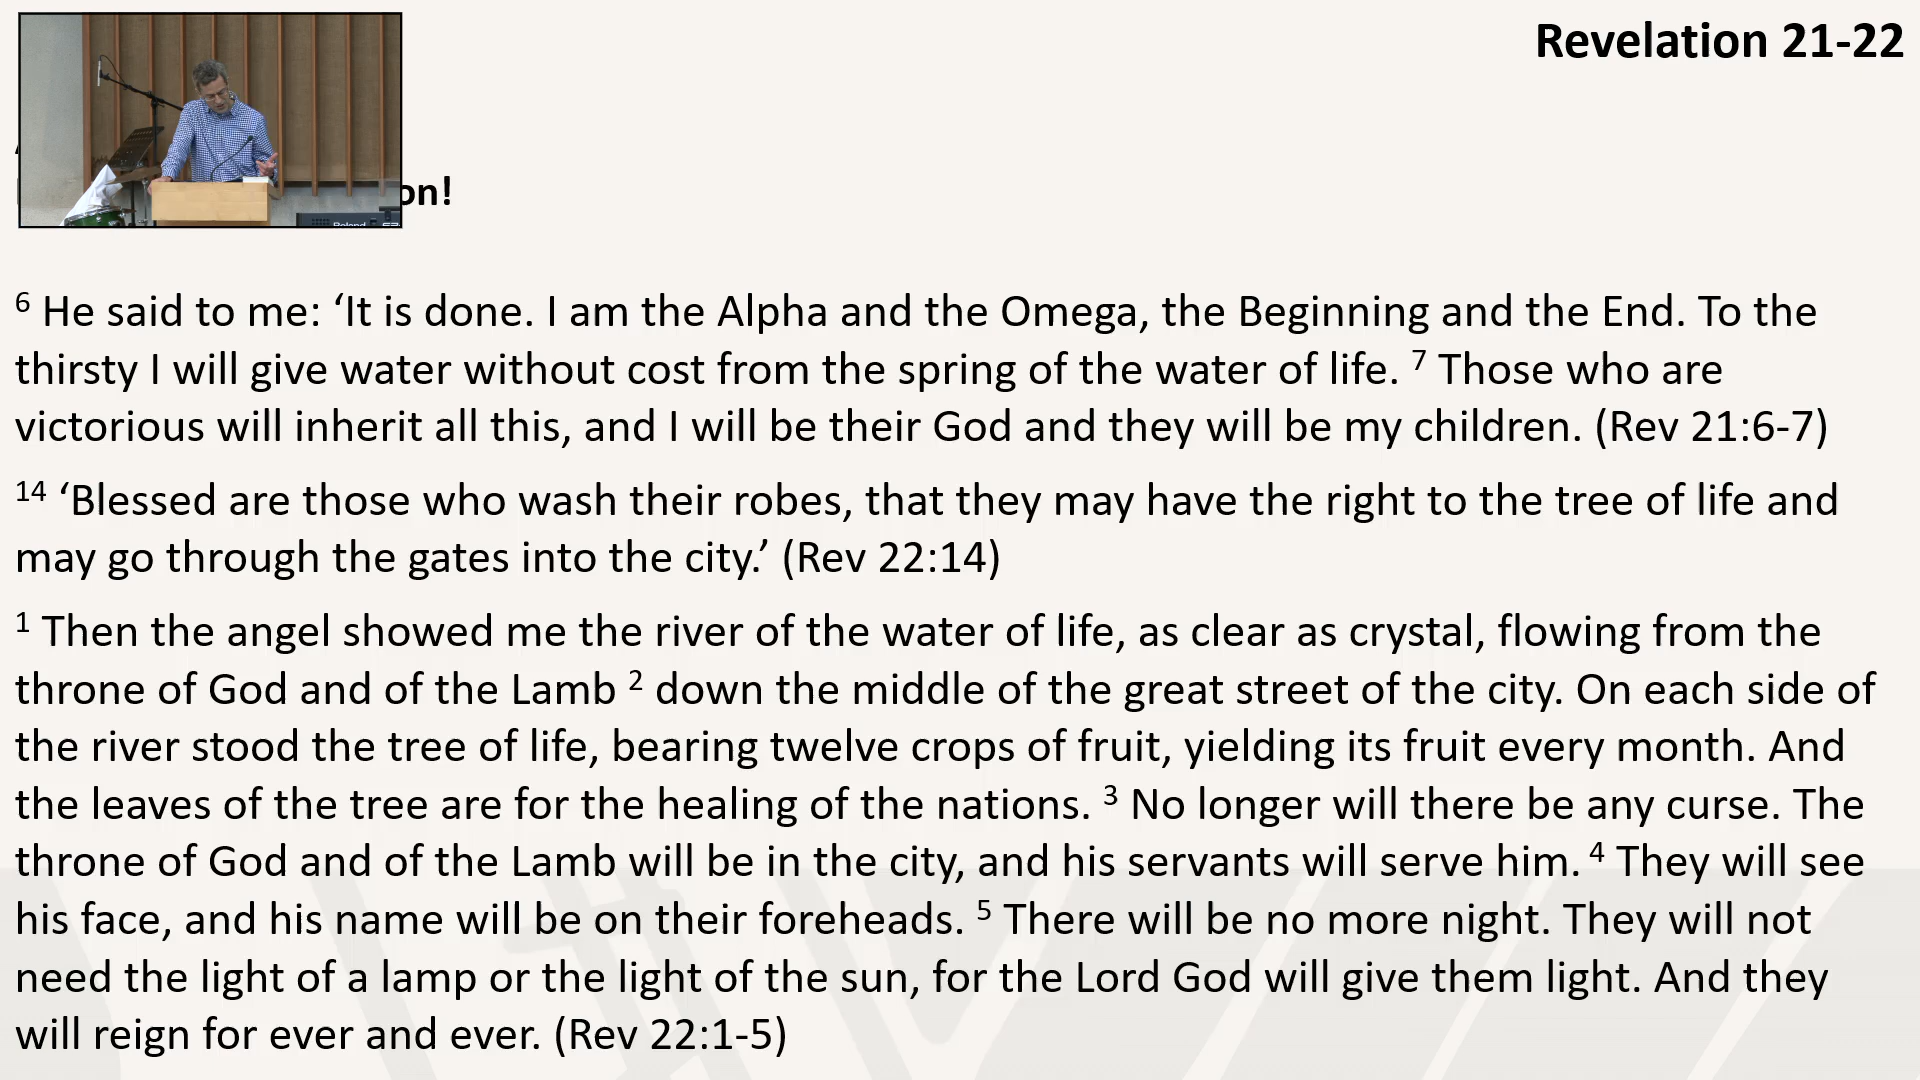 Revelation 21-22
on!
Roland
⁶ He said to me: ‘It is done. I am the Alpha and the Omega, the Beginning and the End. To the
thirsty I will give water without cost from the spring of the water of life. ⁷ Those who are
victorious will inherit all this, and I will be their God and they will be my children. (Rev 21:6-7)
¹⁴ ‘Blessed are those who wash their robes, that they may have the right to the tree of life and
may go through the gates into the city.’ (Rev 22:14)
¹ Then the angel showed me the river of the water of life, as clear as crystal, flowing from the
throne of God and of the Lamb ² down the middle of the great street of the city. On each side of
the river stood the tree of life, bearing twelve crops of fruit, yielding its fruit every month. And
the leaves of the tree are for the healing of the nations. ³ No longer will there be any curse. The
throne of God and of the Lamb will be in the city, and his servants will serve him. ⁴ They will see
his face, and his name will be on their foreheads. ⁵ There will be no more night. They will not
need the light of a lamp or the light of the sun, for the Lord God will give them light. And they
will reign for ever and ever. (Rev 22:1-5)